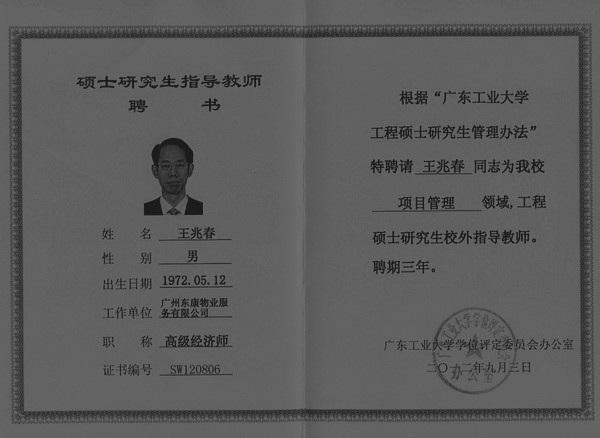 硕士研究生指导教师
聘 书
姓 名 王兆春
性 别 男
出生日期 1972.05.12
工作单位 广州东康物业服
务有限公司
职 称 高级经济师
证书编号 SW120806
根据“广东工业大学
工程硕士研究生管理办法”
特聘请 王兆春 同志为我校
项目管理 领域,工程
硕士研究生校外指导教师。
聘期三年。
广东工业大学学位评定委员会办公室
二〇一二年九月三日